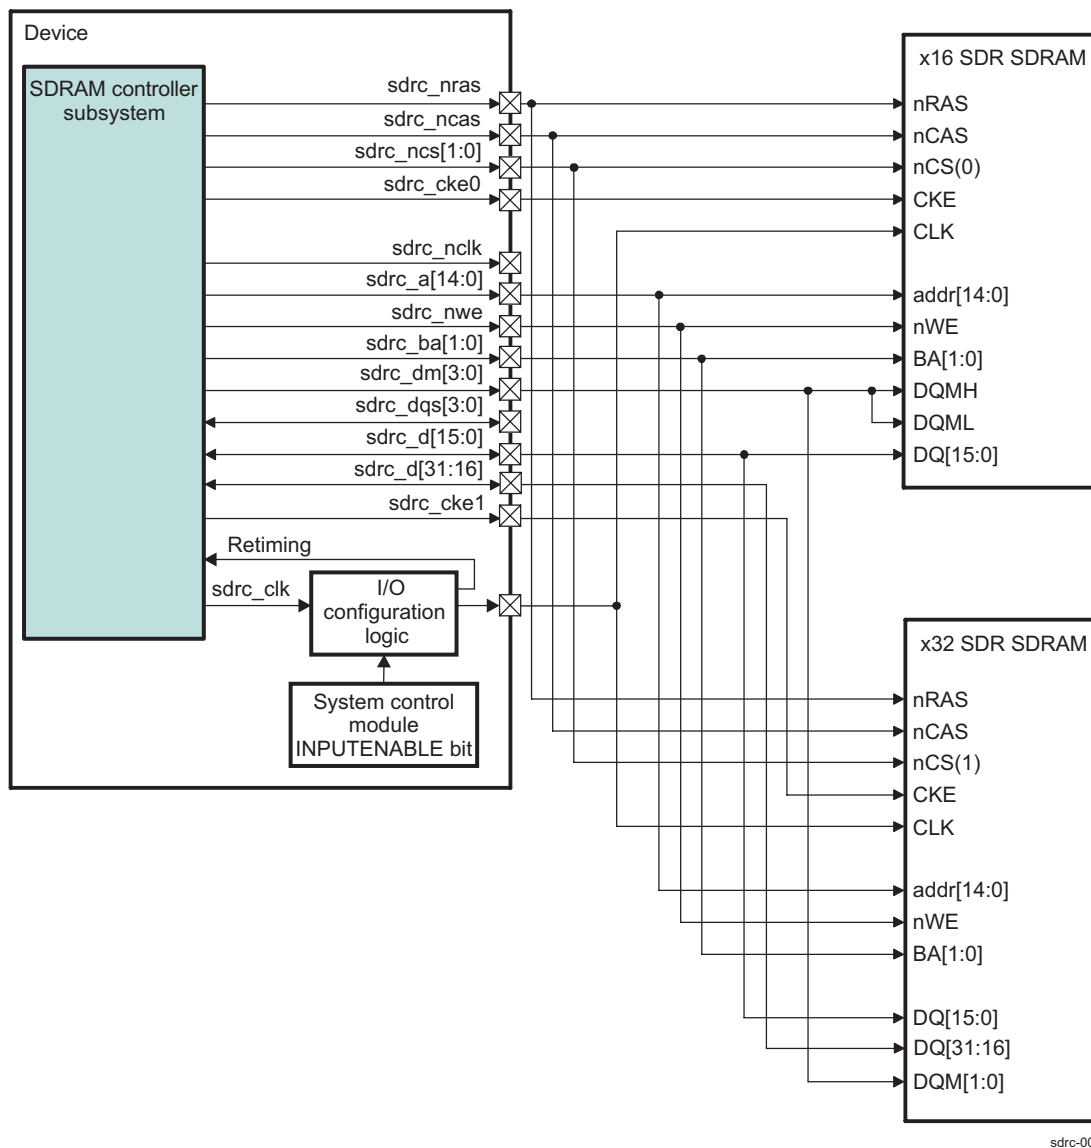 Device
SDRAM controller
subsystem
sdrc_nras
sdrc_ncas
sdrc_ncs[1:0]
sdrc_cke0
sdrc_nclk
sdrc_a[14:0]
sdrc_nwe
sdrc_ba[1:0]
sdrc_dm[3:0]
sdrc_dqs[3:0]
sdrc_d[15:0]
sdrc_d[31:16]
sdrc_cke1
Retiming
sdrc_clk
I/O
configuration
logic
System control
module
INPUTENABLE bit
x16 SDR SDRAM
nRAS
nCAS
nCS(0)
CKE
CLK
addr[14:0]
nWE
BA[1:0]
DQMH
DQML
DQ[15:0]
x32 SDR SDRAM
nRAS
nCAS
nCS(1)
CKE
CLK
addr[14:0]
nWE
BA[1:0]
DQ[15:0]
DQ[31:16]
DQM[1:0]